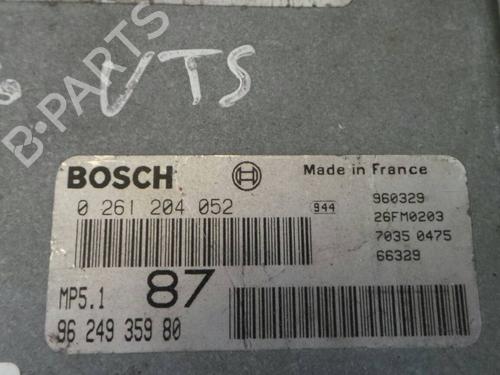 VTS
B-PARTS
BOSCH
Made in France
0 261 204 052
944
960329
26FM0203
7035 0475
66329
MP5.1
87
96 249 359 80